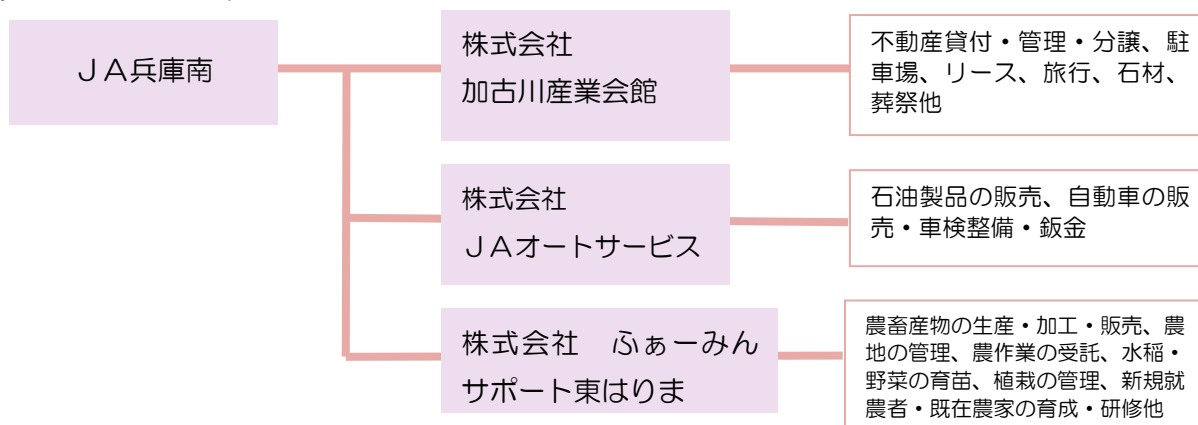 JA兵庫南
株式会社
加古川産業会館
不動産貸付・管理・分譲、駐
車場、リース、旅行、石材、
葬祭他
株式会社
JAオートサービス
石油製品の販売、自動車の販
売・車検整備・鈑金
株式会社　ふぁーみん
サポート東はりま
農畜産物の生産・加工・販売、農
地の管理、農作業の受託、水稲・
野菜の育苗、植栽の管理、新規就
農者・既在農家の育成・研修他